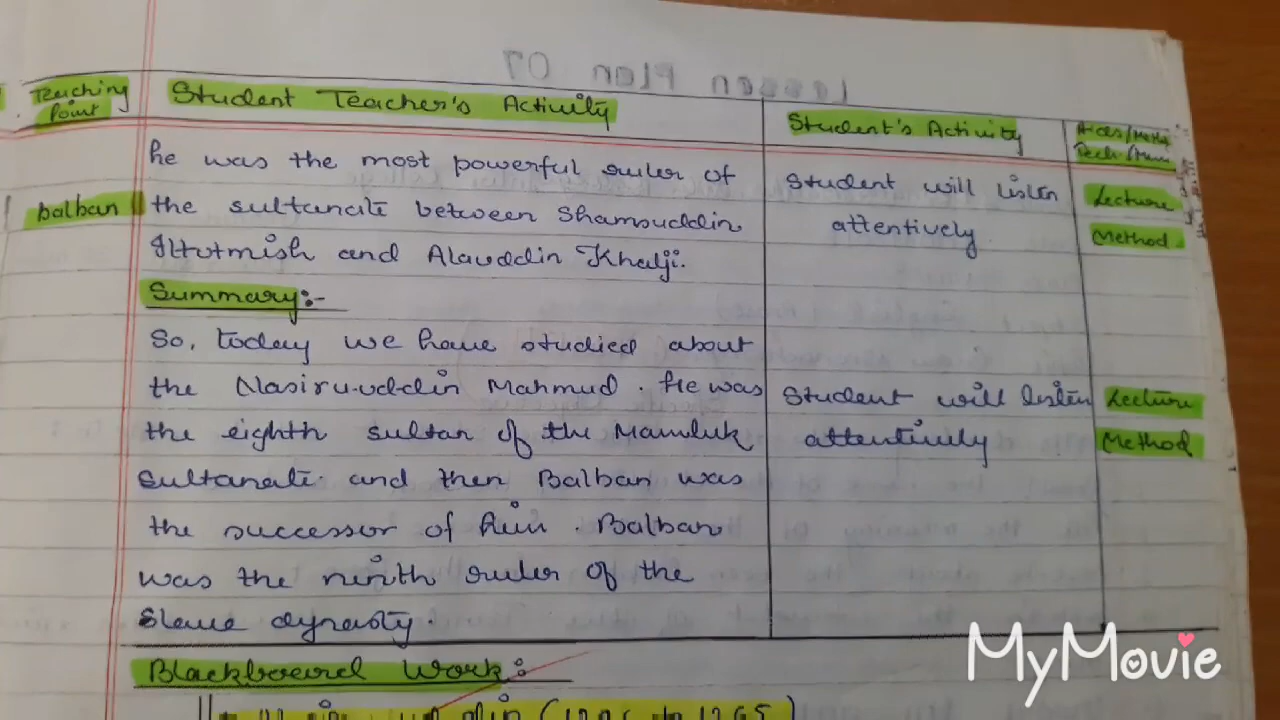 Lesson Plan 07
Teaching Point
Student Teacher's Activity
Student's Activity
Aids/
Tech/
balban
he was the most powerful ruler of
the sultanate between Shamsuddin
Iltutmish and Alauddin Khalji.
Student will listen
attentively
Lecture
Method
Summary:-
So, today we have studied about
the Nasiru-uddin Mahmud. He was
the eighth sultan of the Mamluk
Sultanate. and then Balban was
the successor of him. Balban
was the ninth ruler of the
Slave dynasty.
Student will listen
attentively
Lecture
Method
Blackboard Work:
MyMovie